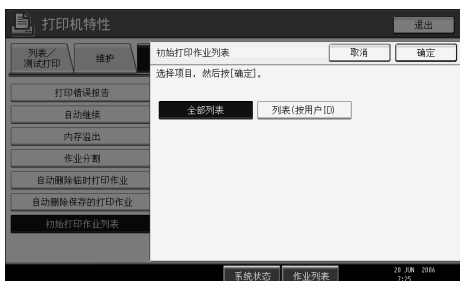 打印机特性
退出
列表/
测试打印
维护
初始打印作业列表
取消
确定
选择项目，然后按[确定]。
打印错误报告
全部列表
列表(按用户ID)
自动继续
内存溢出
作业分割
自动删除临时打印作业
自动删除保存的打印作业
初始打印作业列表
系统状态
作业列表
20 JUN 2006
7:25